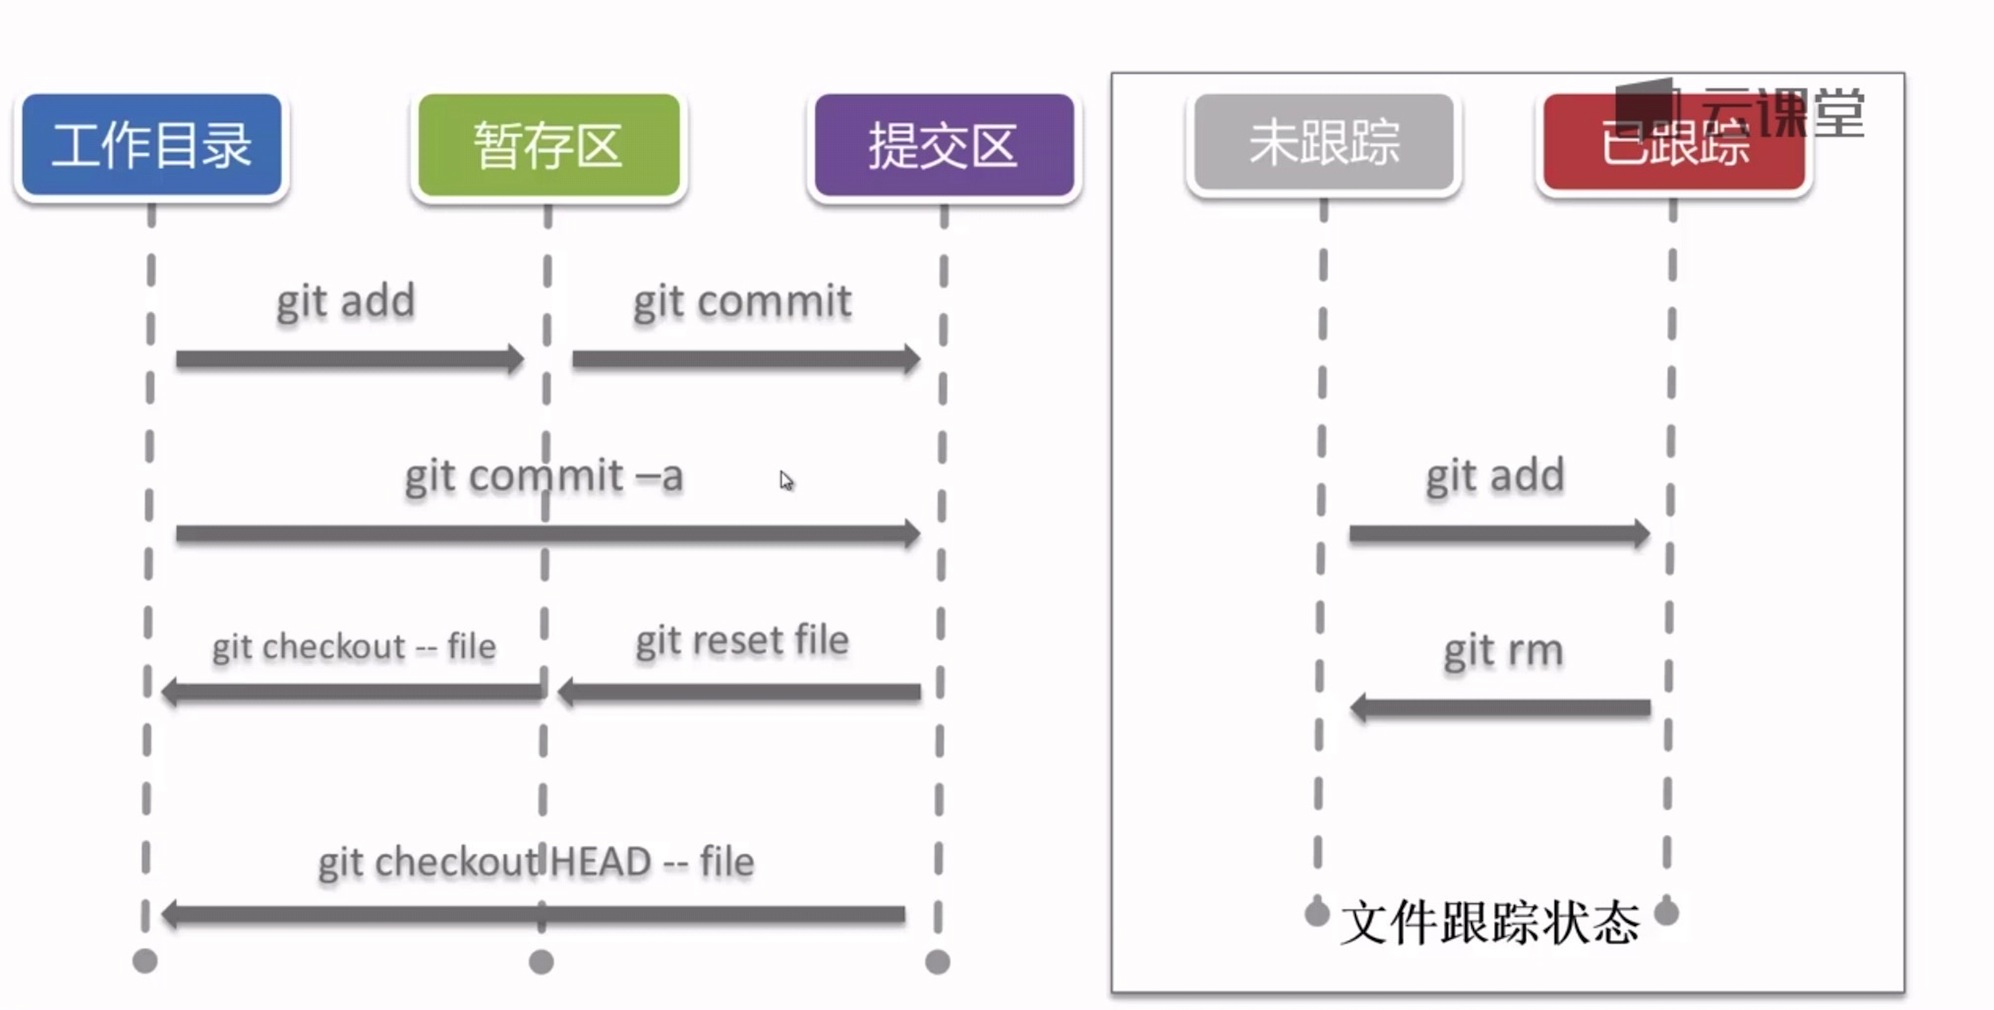 工作目录
暂存区
提交区
未跟踪
已跟踪
云课堂
git add
git commit
git commit –a
git add
git checkout -- file
git reset file
git rm
git checkout HEAD -- file
文件跟踪状态